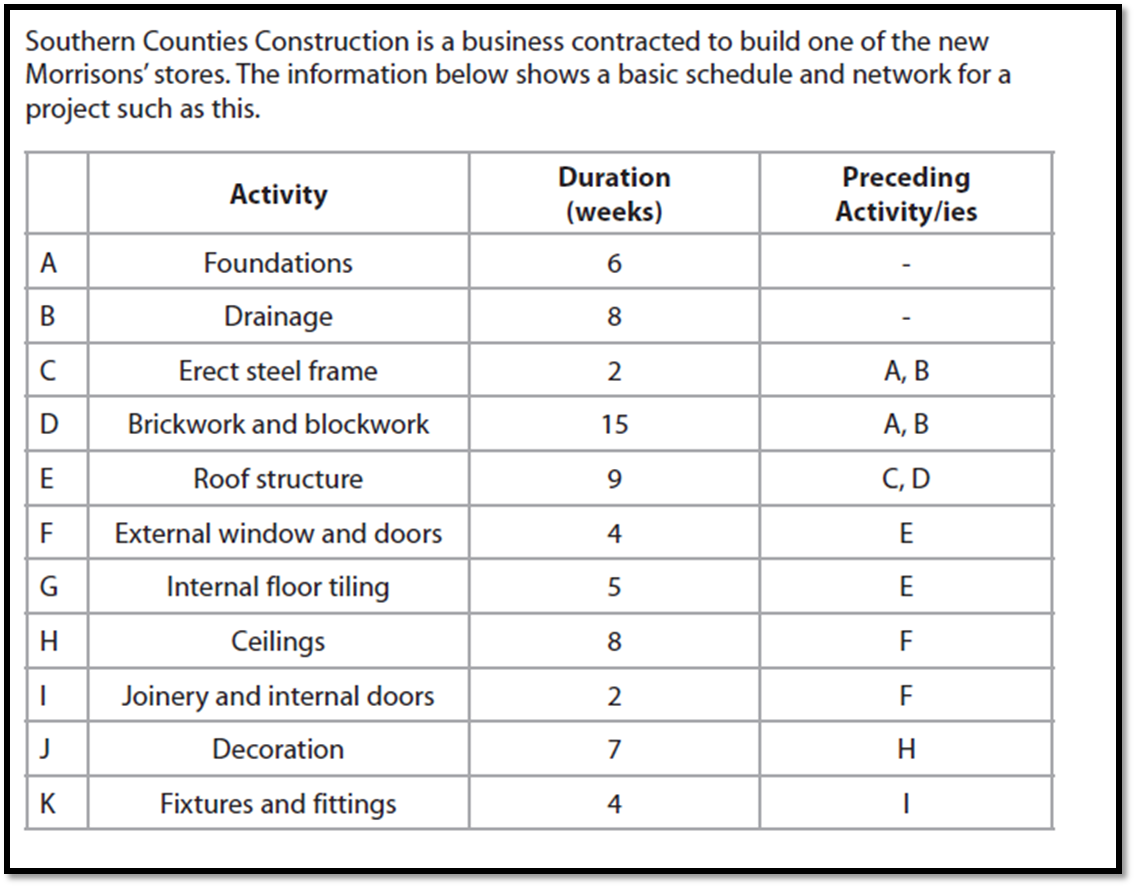 Southern Counties Construction is a business contracted to build one of the new
Morrisons’ stores. The information below shows a basic schedule and network for a
project such as this.
Activity Duration (weeks) Preceding Activity/ies
A Foundations 6 -
B Drainage 8 -
C Erect steel frame 2 A, B
D Brickwork and blockwork 15 A, B
E Roof structure 9 C, D
F External window and doors 4 E
G Internal floor tiling 5 E
H Ceilings 8 F
I Joinery and internal doors 2 F
J Decoration 7 H
K Fixtures and fittings 4 I